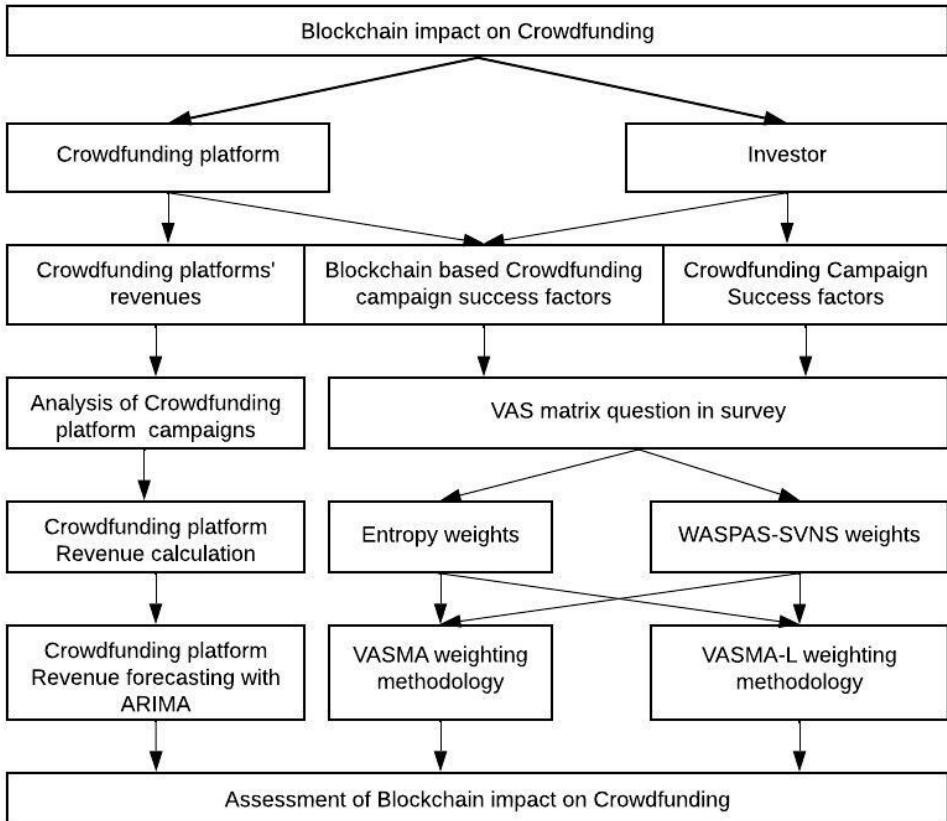 Blockchain impact on Crowdfunding
Crowdfunding platform
Investor
Crowdfunding platforms'
revenues
Blockchain based Crowdfunding
campaign success factors
Crowdfunding Campaign
Success factors
Analysis of Crowdfunding
platform campaigns
VAS matrix question in survey
Crowdfunding platform
Revenue calculation
Entropy weights
WASPAS-SVNS weights
Crowdfunding platform
Revenue forecasting with
ARIMA
VASMA weighting
methodology
VASMA-L weighting
methodology
Assessment of Blockchain impact on Crowdfunding